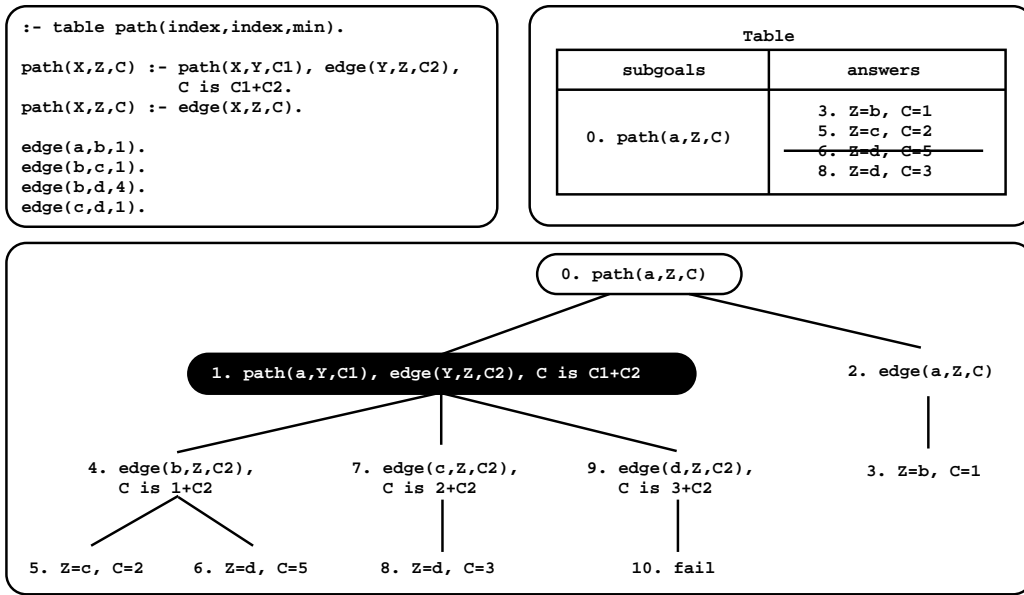 :- table path(index,index,min).
path(X,Z,C) :- path(X,Y,C1), edge(Y,Z,C2),
C is C1+C2.
path(X,Z,C) :- edge(X,Z,C).
edge(a,b,1).
edge(b,c,1).
edge(b,d,4).
edge(c,d,1).
Table
subgoals
answers
0. path(a,Z,C)
3. Z=b, C=1
5. Z=c, C=2
6. Z=d, C=5
8. Z=d, C=3
0. path(a,Z,C)
1. path(a,Y,C1), edge(Y,Z,C2), C is C1+C2
2. edge(a,Z,C)
4. edge(b,Z,C2),
C is 1+C2
7. edge(c,Z,C2),
C is 2+C2
9. edge(d,Z,C2),
C is 3+C2
3. Z=b, C=1
5. Z=c, C=2
6. Z=d, C=5
8. Z=d, C=3
10. fail